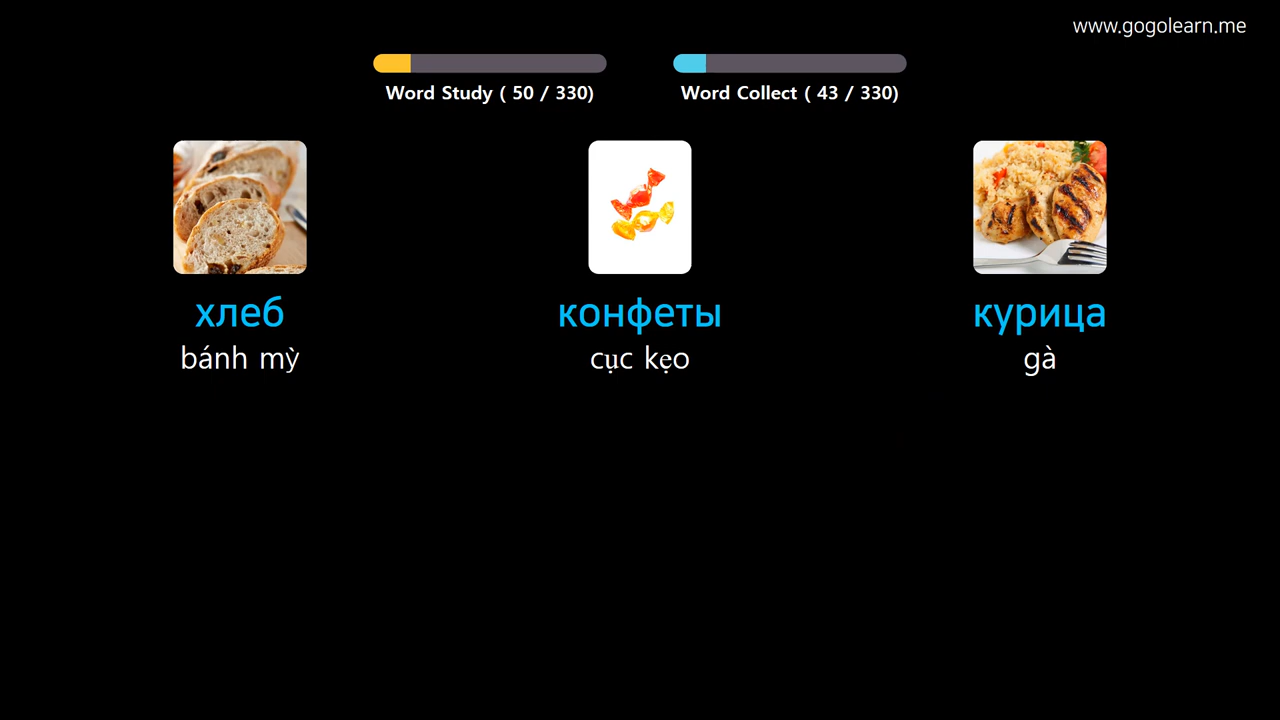 www.gogolearn.me
Word Study ( 50 / 330)
Word Collect ( 43 / 330)
хлеб
конфеты
курица
bánh mỳ
cục kẹo
gà